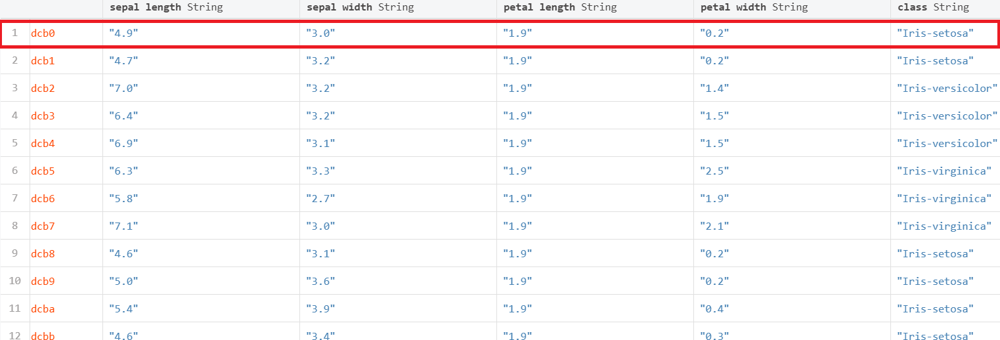 sepal length String sepal width String petal length String petal width String class String
1 dcb0 "4.9" "3.0" "1.9" "0.2" "Iris-setosa"
2 dcb1 "4.7" "3.2" "1.9" "0.2" "Iris-setosa"
3 dcb2 "7.0" "3.2" "1.9" "1.4" "Iris-versicolor"
4 dcb3 "6.4" "3.2" "1.9" "1.5" "Iris-versicolor"
5 dcb4 "6.9" "3.1" "1.9" "1.5" "Iris-versicolor"
6 dcb5 "6.3" "3.3" "1.9" "2.5" "Iris-virginica"
7 dcb6 "5.8" "2.7" "1.9" "1.9" "Iris-virginica"
8 dcb7 "7.1" "3.0" "1.9" "2.1" "Iris-virginica"
9 dcb8 "4.6" "3.1" "1.9" "0.2" "Iris-setosa"
10 dcb9 "5.0" "3.6" "1.9" "0.2" "Iris-setosa"
11 dcba "5.4" "3.9" "1.9" "0.4" "Iris-setosa"
12 dcbb "4.6" "3.4" "1.9" "0.3" "Iris-setosa"